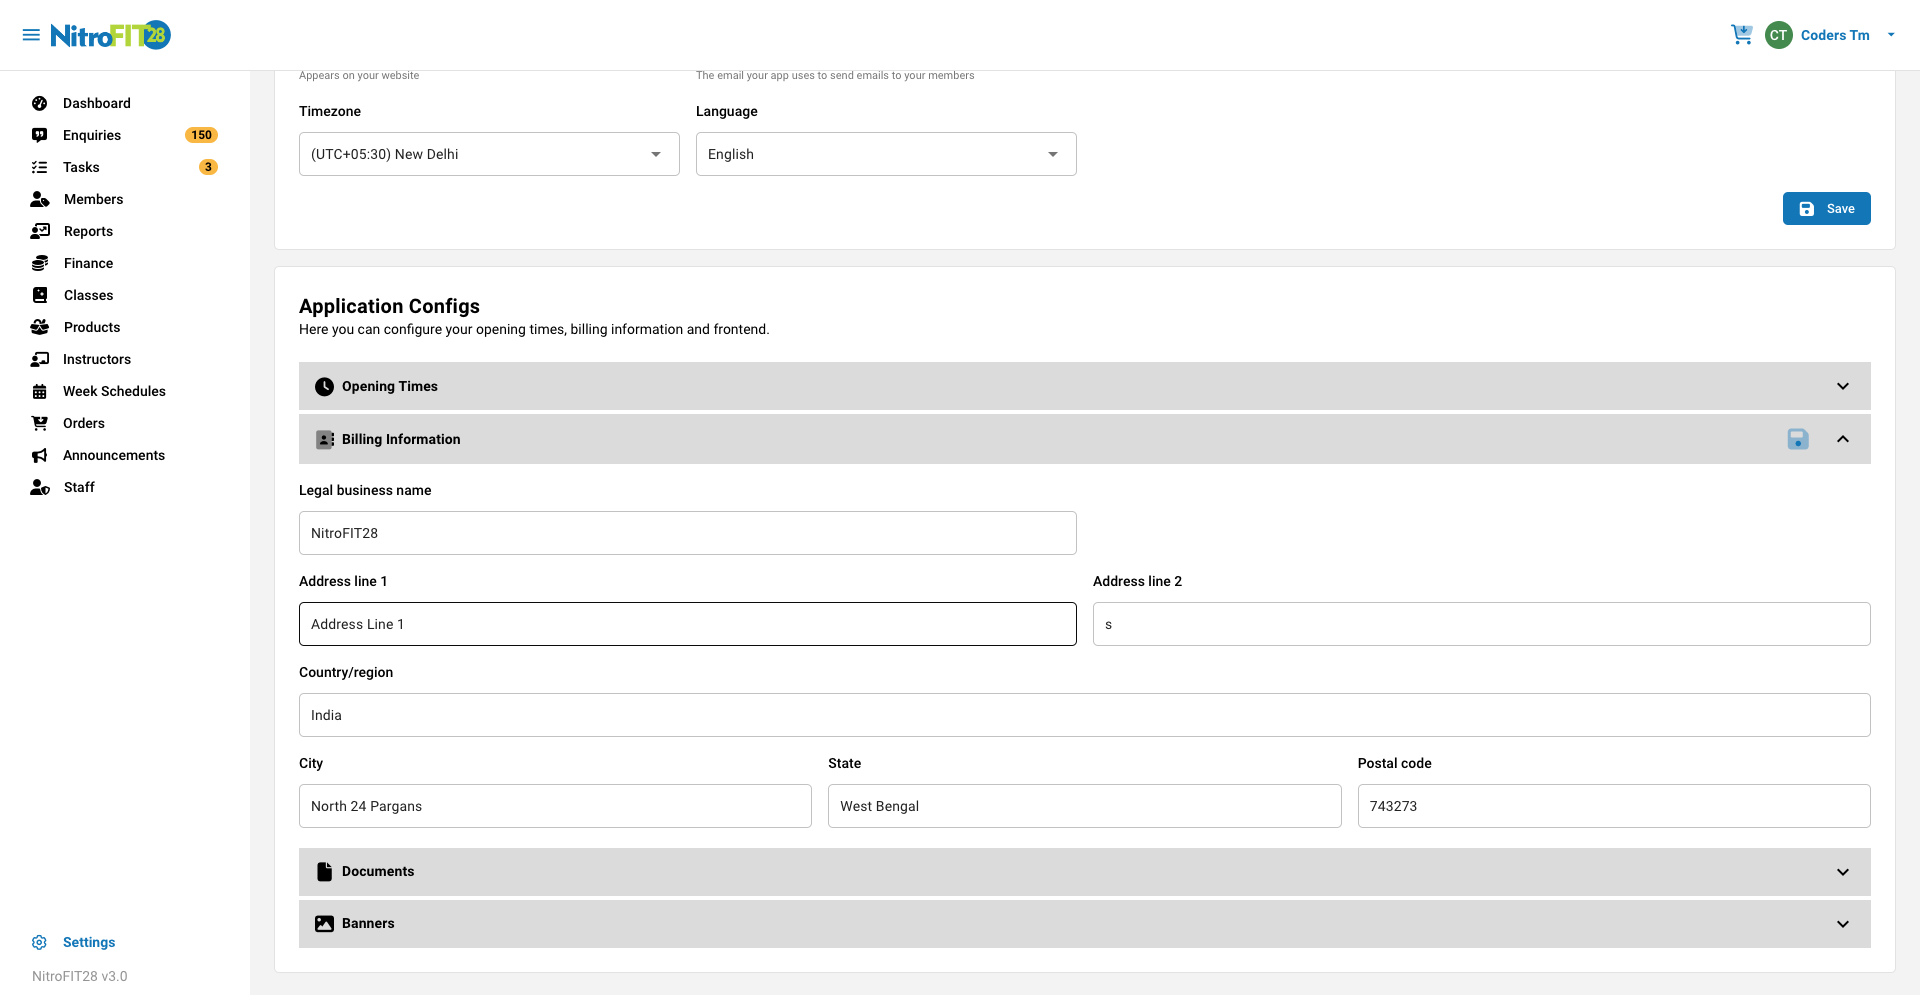 NitroFIT28
CT Coders Tm
Dashboard
Enquiries 150
Tasks 3
Members
Reports
Finance
Classes
Products
Instructors
Week Schedules
Orders
Announcements
Staff
Settings
NitroFIT28 v3.0
Appears on your website
The email your app uses to send emails to your members
Timezone
Language
(UTC+05:30) New Delhi
English
Save
Application Configs
Here you can configure your opening times, billing information and frontend.
Opening Times
Billing Information
Legal business name
NitroFIT28
Address line 1
Address line 2
Address Line 1
s
Country/region
India
City
State
Postal code
North 24 Pargans
West Bengal
743273
Documents
Banners